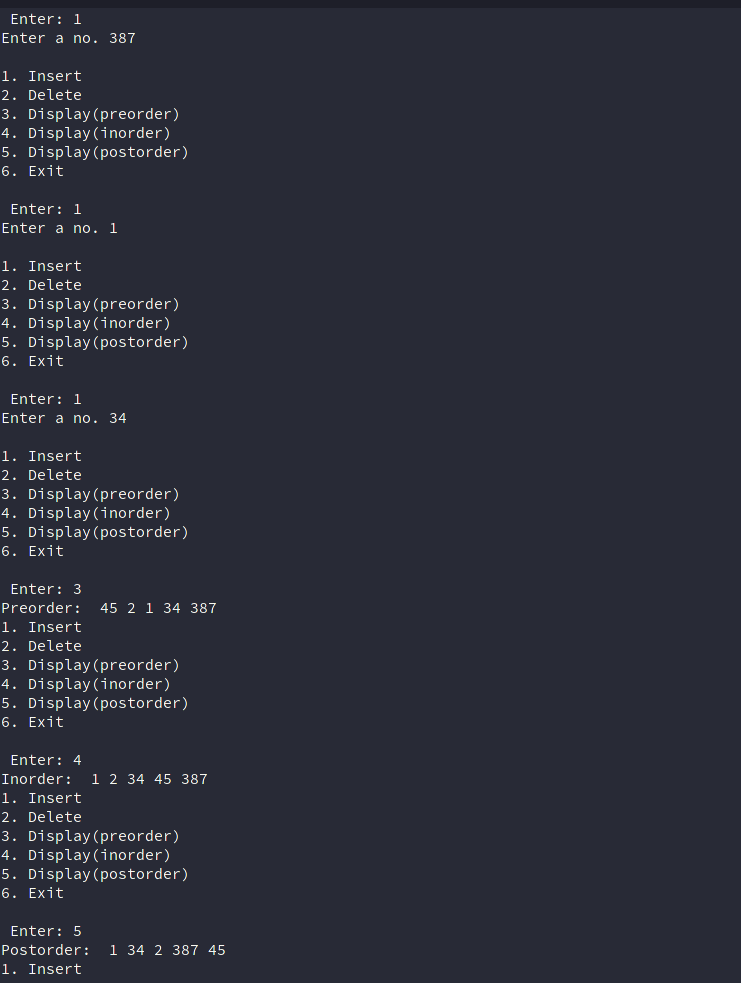 Enter: 1
Enter a no. 387
1. Insert
2. Delete
3. Display(preorder)
4. Display(inorder)
5. Display(postorder)
6. Exit
Enter: 1
Enter a no. 1
1. Insert
2. Delete
3. Display(preorder)
4. Display(inorder)
5. Display(postorder)
6. Exit
Enter: 1
Enter a no. 34
1. Insert
2. Delete
3. Display(preorder)
4. Display(inorder)
5. Display(postorder)
6. Exit
Enter: 3
Preorder:  45 2 1 34 387
1. Insert
2. Delete
3. Display(preorder)
4. Display(inorder)
5. Display(postorder)
6. Exit
Enter: 4
Inorder:  1 2 34 45 387
1. Insert
2. Delete
3. Display(preorder)
4. Display(inorder)
5. Display(postorder)
6. Exit
Enter: 5
Postorder:  1 34 2 387 45
1. Insert